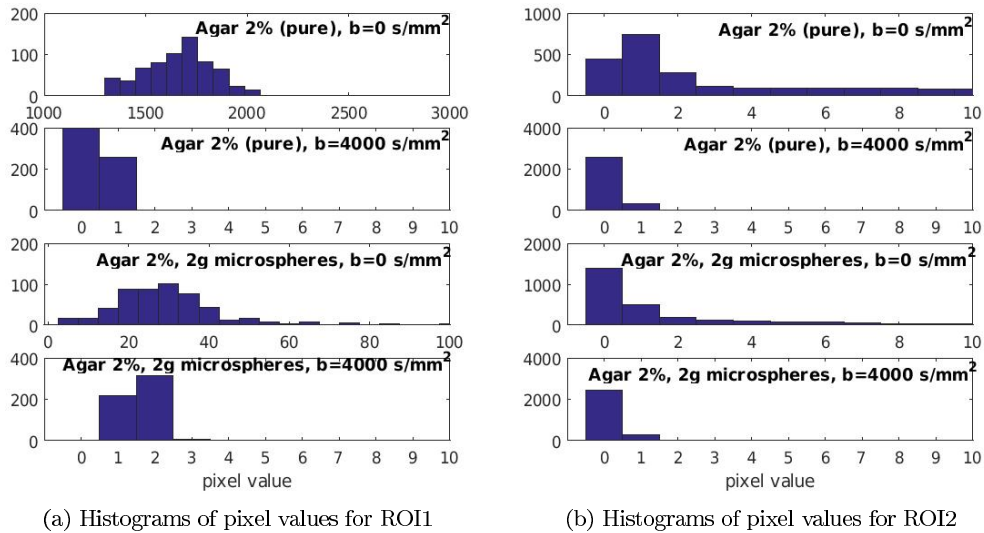 200
100
0
Agar 2% (pure), b=0 s/mm²
1000 1500 2000 2500 3000
400
200
0
Agar 2% (pure), b=4000 s/mm²
0 1 2 3 4 5 6 7 8 9 10
200
100
0
Agar 2%, 2g microspheres, b=0 s/mm²
0 20 40 60 80 100
400
200
0
Agar 2%, 2g microspheres, b=4000 s/mm²
0 1 2 3 4 5 6 7 8 9 10
pixel value
(a) Histograms of pixel values for ROI1
1000
500
0
Agar 2% (pure), b=0 s/mm²
0 2 4 6 8 10
4000
2000
0
Agar 2% (pure), b=4000 s/mm²
0 1 2 3 4 5 6 7 8 9 10
2000
1000
0
Agar 2%, 2g microspheres, b=0 s/mm²
0 2 4 6 8 10
4000
2000
0
Agar 2%, 2g microspheres, b=4000 s/mm²
0 1 2 3 4 5 6 7 8 9 10
pixel value
(b) Histograms of pixel values for ROI2